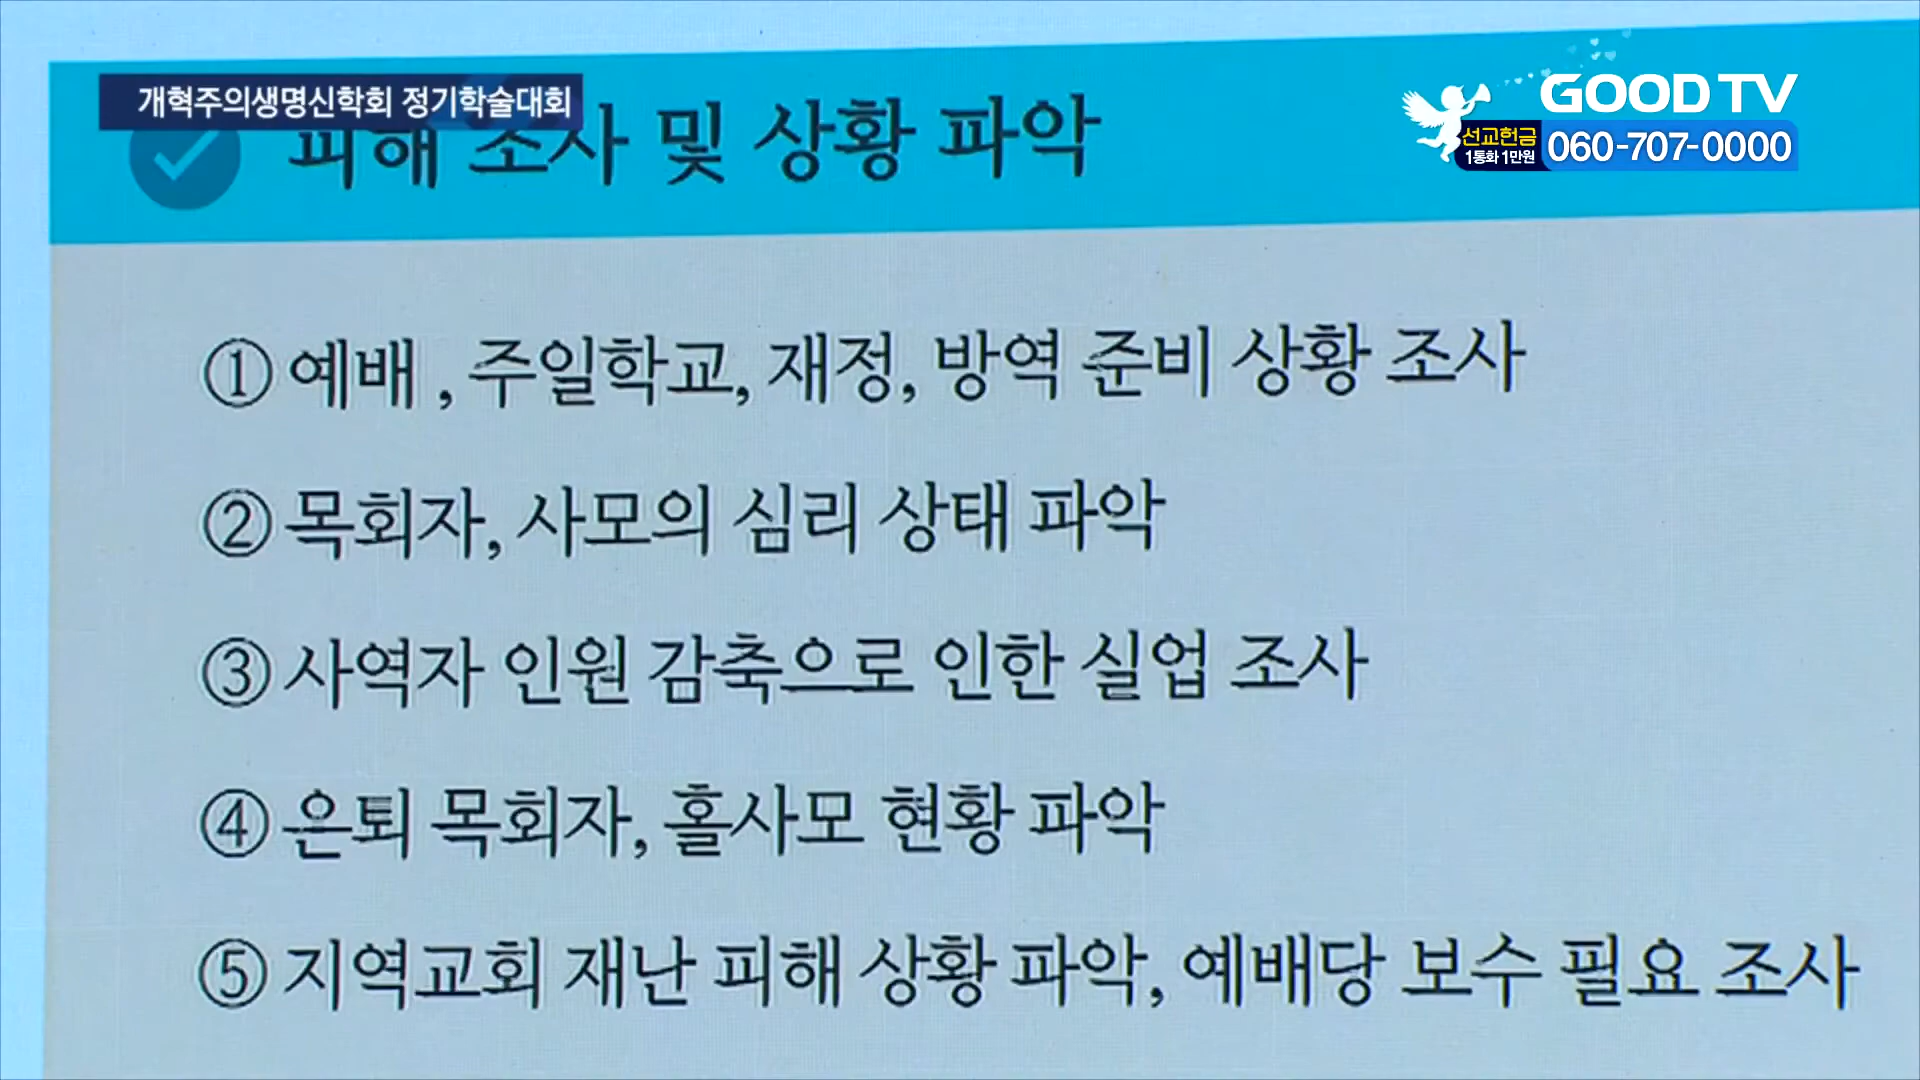 개혁주의생명신학회 정기학술대회
GOOD TV
선교헌금
1통화 1만원
060-707-0000
피해 조사 및 상황 파악
① 예배 , 주일학교, 재정, 방역 준비 상황 조사
② 목회자, 사모의 심리 상태 파악
③ 사역자 인원 감축으로 인한 실업 조사
④ 은퇴 목회자, 홀사모 현황 파악
⑤ 지역교회 재난 피해 상황 파악, 예배당 보수 필요 조사